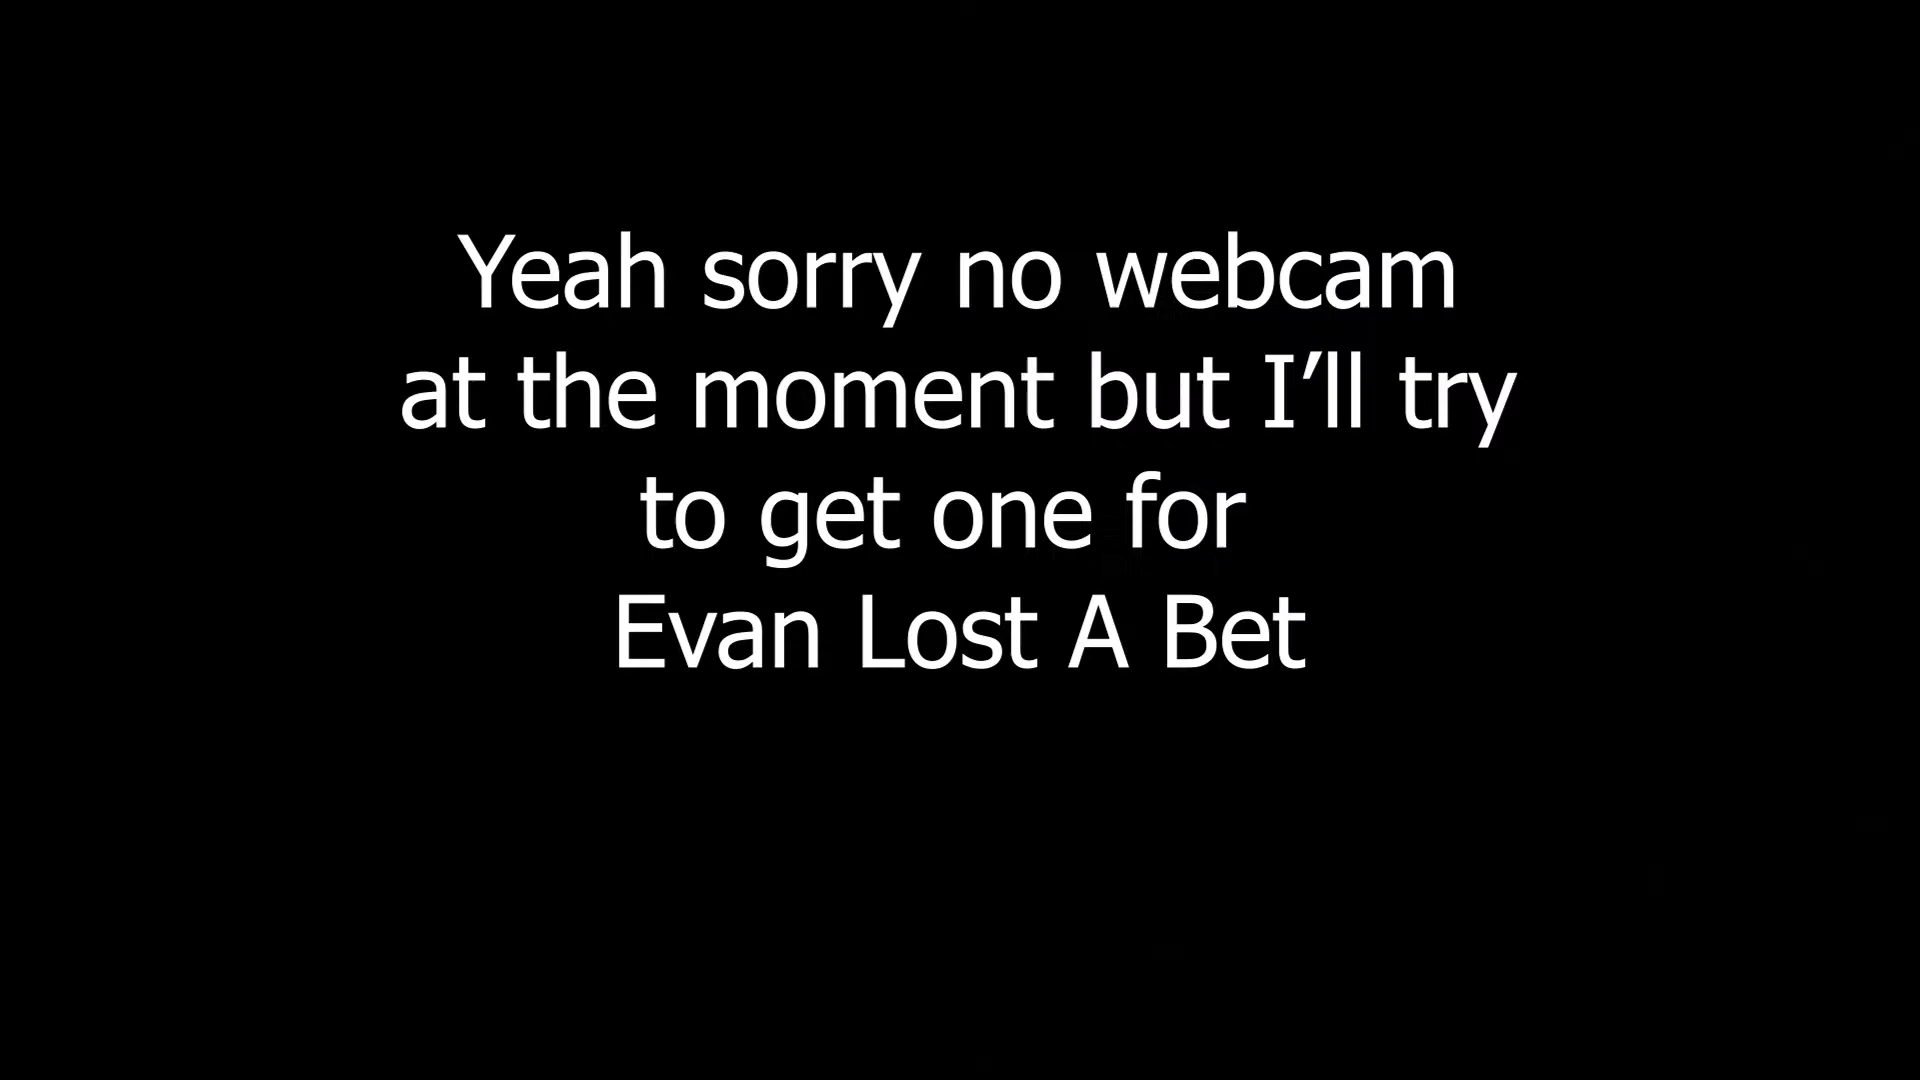 Yeah sorry no webcam
at the moment but I’ll try
to get one for
Evan Lost A Bet